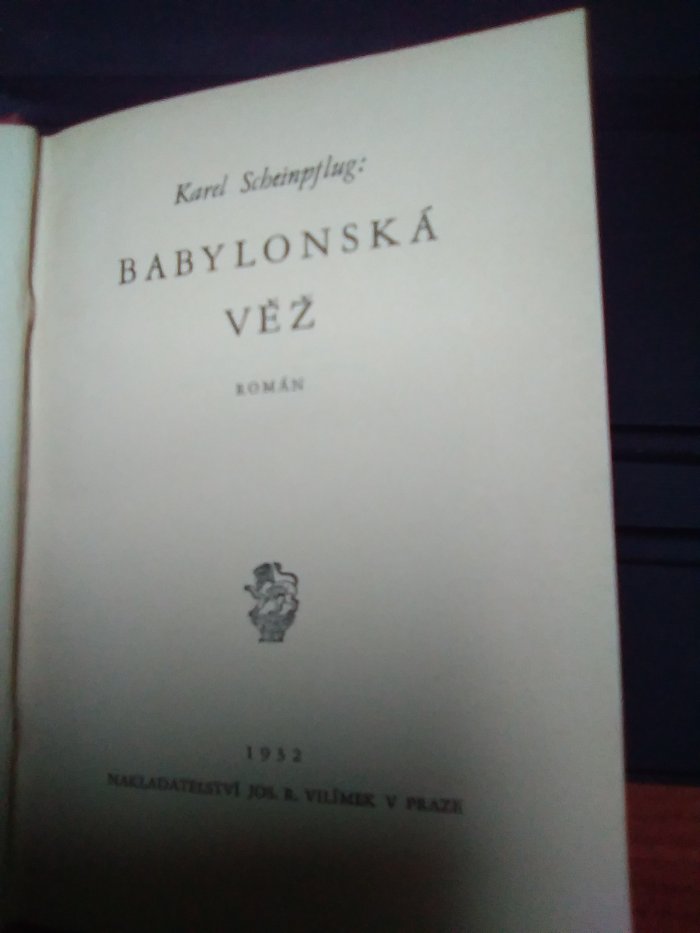 Karel Scheinpflug:
BABYLONSKÁ
VĚŽ
ROMÁN
1932
NAKLADATELSTVÍ JOS. R. VILÍMEK V PRAZE